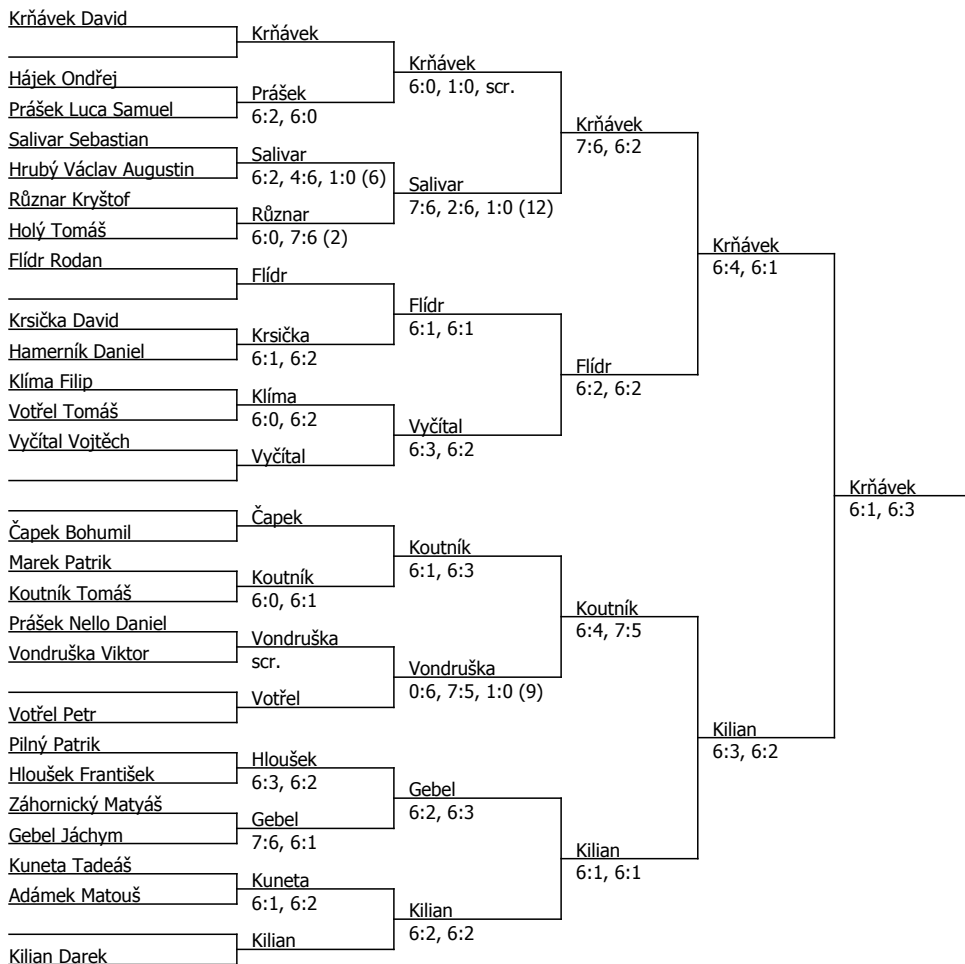 Krňávek David
Krňávek
Krňávek
6:0, 1:0, scr.
Hájek Ondřej
Prášek
6:2, 6:0
Prášek Luca Samuel
Krňávek
7:6, 6:2
Salivar Sebastian
Salivar
6:2, 4:6, 1:0 (6)
Hrubý Václav Augustin
Salivar
7:6, 2:6, 1:0 (12)
Různar Kryštof
Různar
6:0, 7:6 (2)
Holý Tomáš
Krňávek
6:4, 6:1
Flídr Rodan
Flídr
Flídr
6:1, 6:1
Krsička David
Krsička
6:1, 6:2
Hamerník Daniel
Flídr
6:2, 6:2
Klíma Filip
Klíma
6:0, 6:2
Votřel Tomáš
Vyčítal
6:3, 6:2
Vyčítal Vojtěch
Vyčítal
Krňávek
6:1, 6:3
Čapek
Čapek Bohumil
Koutník
6:1, 6:3
Marek Patrik
Koutník
6:0, 6:1
Koutník Tomáš
Koutník
6:4, 7:5
Prášek Nello Daniel
Vondruška
scr.
Vondruška Viktor
Vondruška
0:6, 7:5, 1:0 (9)
Votřel
Votřel Petr
Kilian
6:3, 6:2
Pilný Patrik
Hloušek
6:3, 6:2
Hloušek František
Gebel
6:2, 6:3
Záhornický Matyáš
Gebel
7:6, 6:1
Gebel Jáchym
Kilian
6:1, 6:1
Kuneta Tadeáš
Kuneta
6:1, 6:2
Adámek Matouš
Kilian
6:2, 6:2
Kilian
Kilian Darek